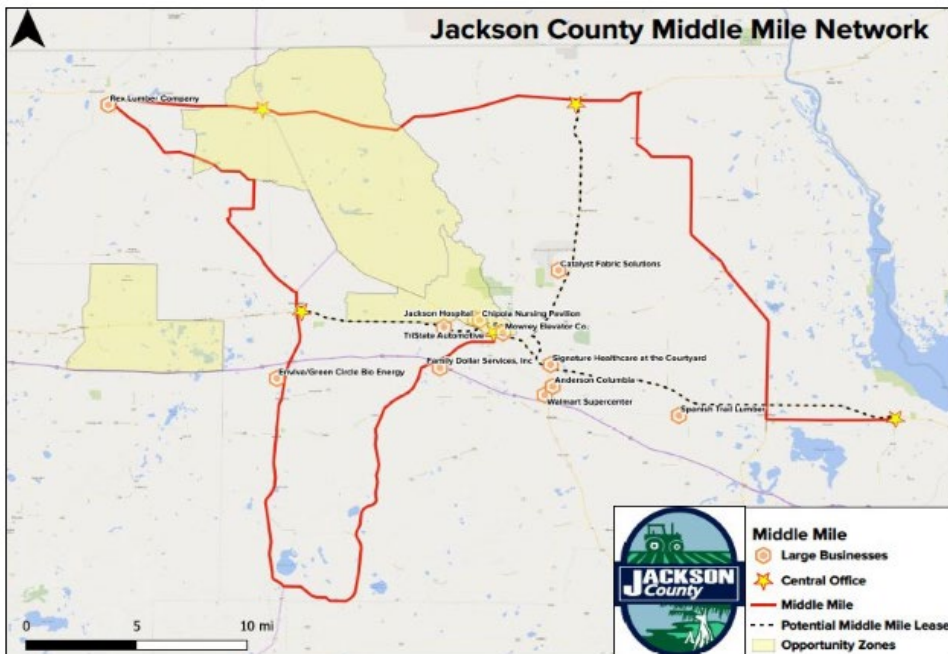 Jackson County Middle Mile Network
Rex Lumber Company
Catalyst Fabric Solutions
Jackson Hospital
Chipola Nursing Pavilion
TriState Automotive
Mowrey Elevator Co.
Family Dollar Services, Inc
Signature Healthcare at the Courtyard
Enviva/Green Circle Bio Energy
Anderson Columbia
Walmart Supercenter
Spanish Trail Lumber
JACKSON
County
Middle Mile
Large Businesses
Central Office
Middle Mile
Potential Middle Mile Lease
Opportunity Zones
0
5
10 mi